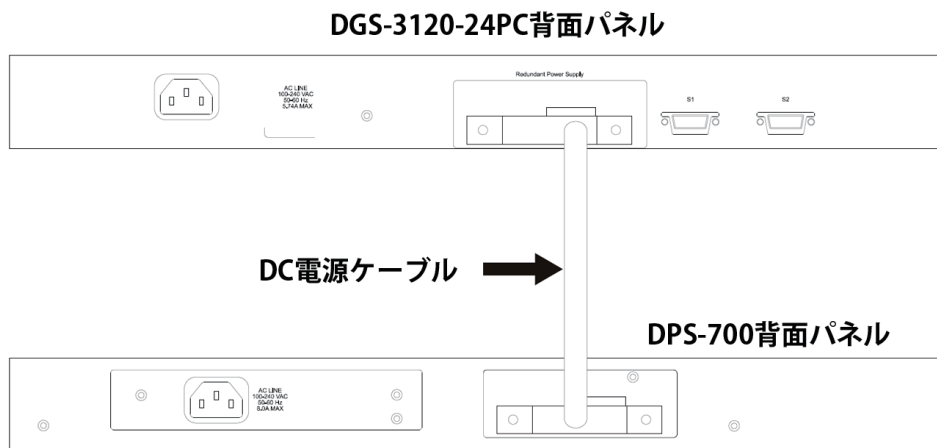 DGS-3120-24PC背面パネル
Redundant Power Supply
AC LINE
100-240 VAC
50-60 Hz
5.74A MAX
S1
S2
DC電源ケーブル
DPS-700背面パネル
AC LINE
100-240 VAC
50-60 Hz
8.0A MAX